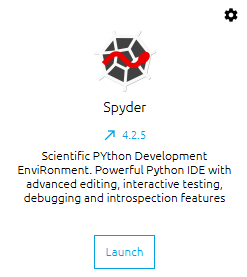 Spyder
4.2.5
Scientific PYthon Development
EnviRonment. Powerful Python IDE with
advanced editing, interactive testing,
debugging and introspection features
Launch